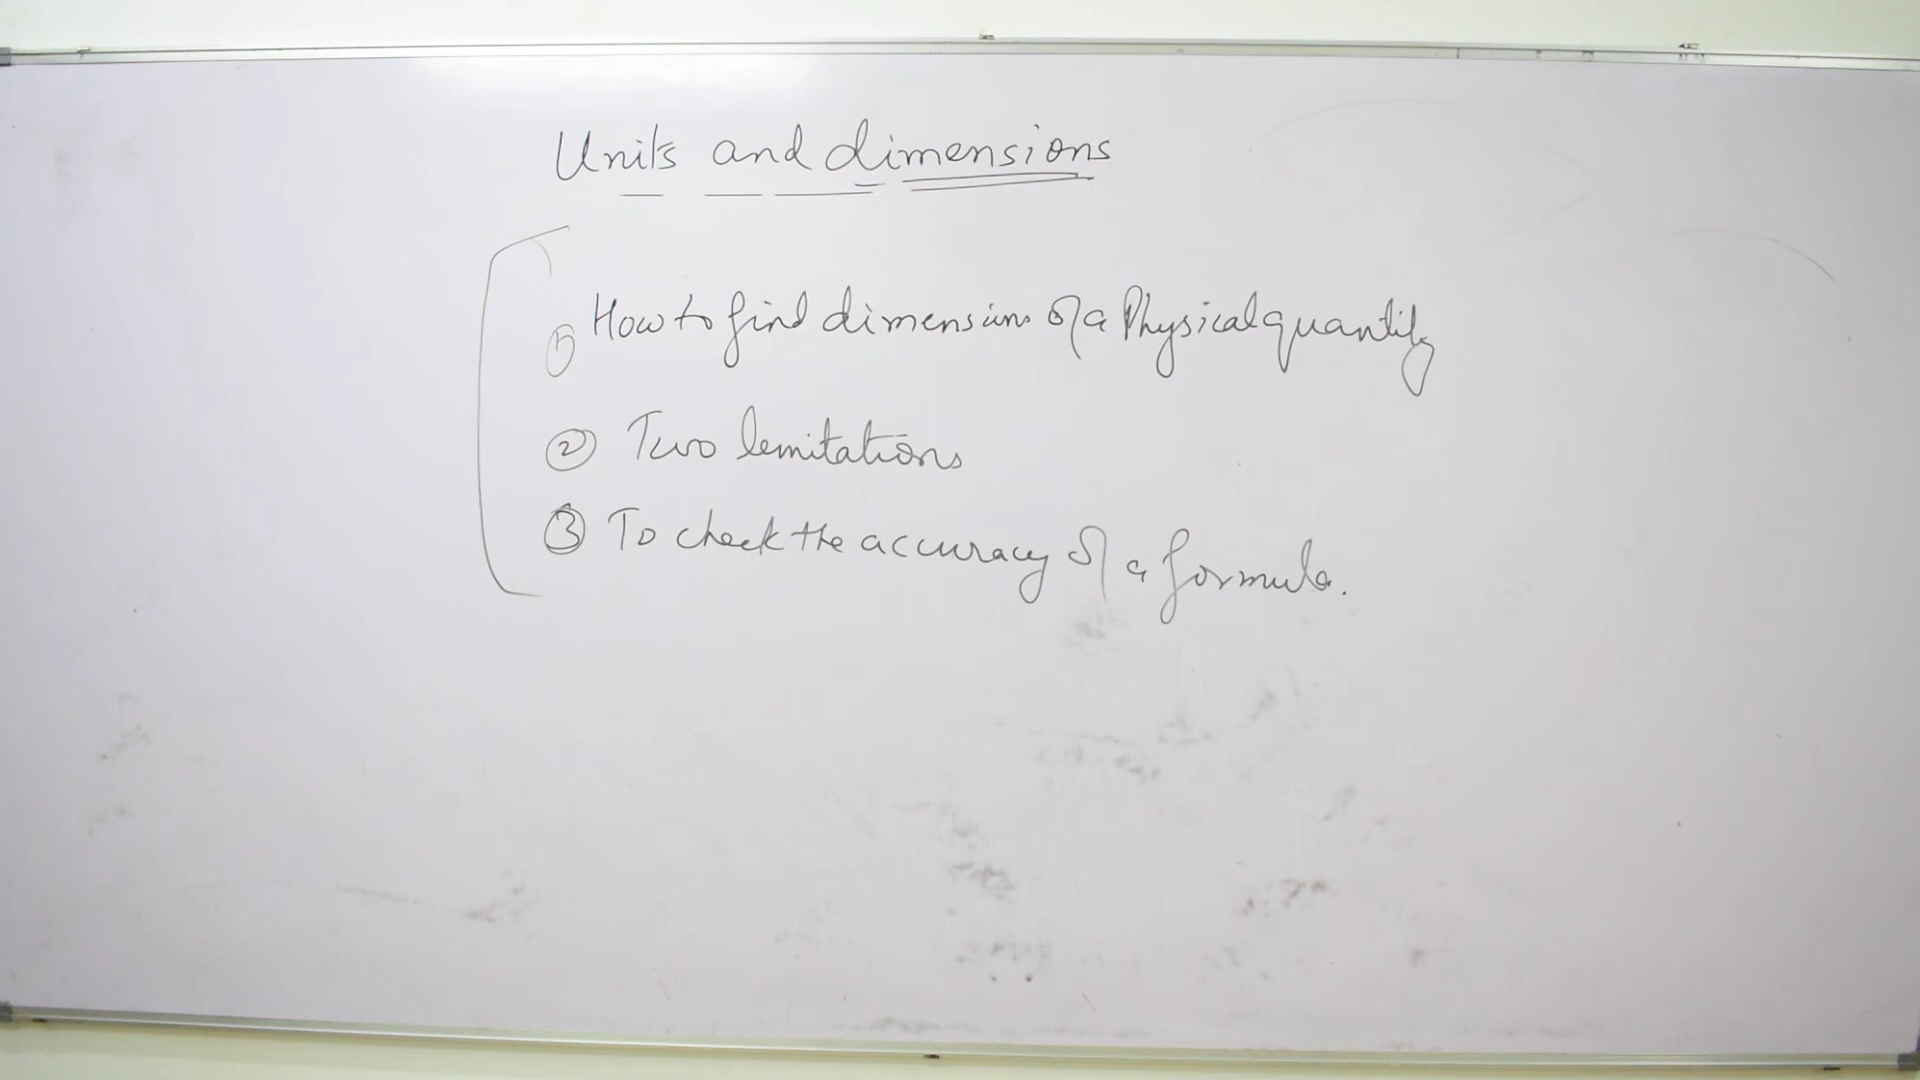 Units and dimensions
① How to find dimensions of a Physical quantity
② Two lemitations
③ To check the accuracy of a formula.